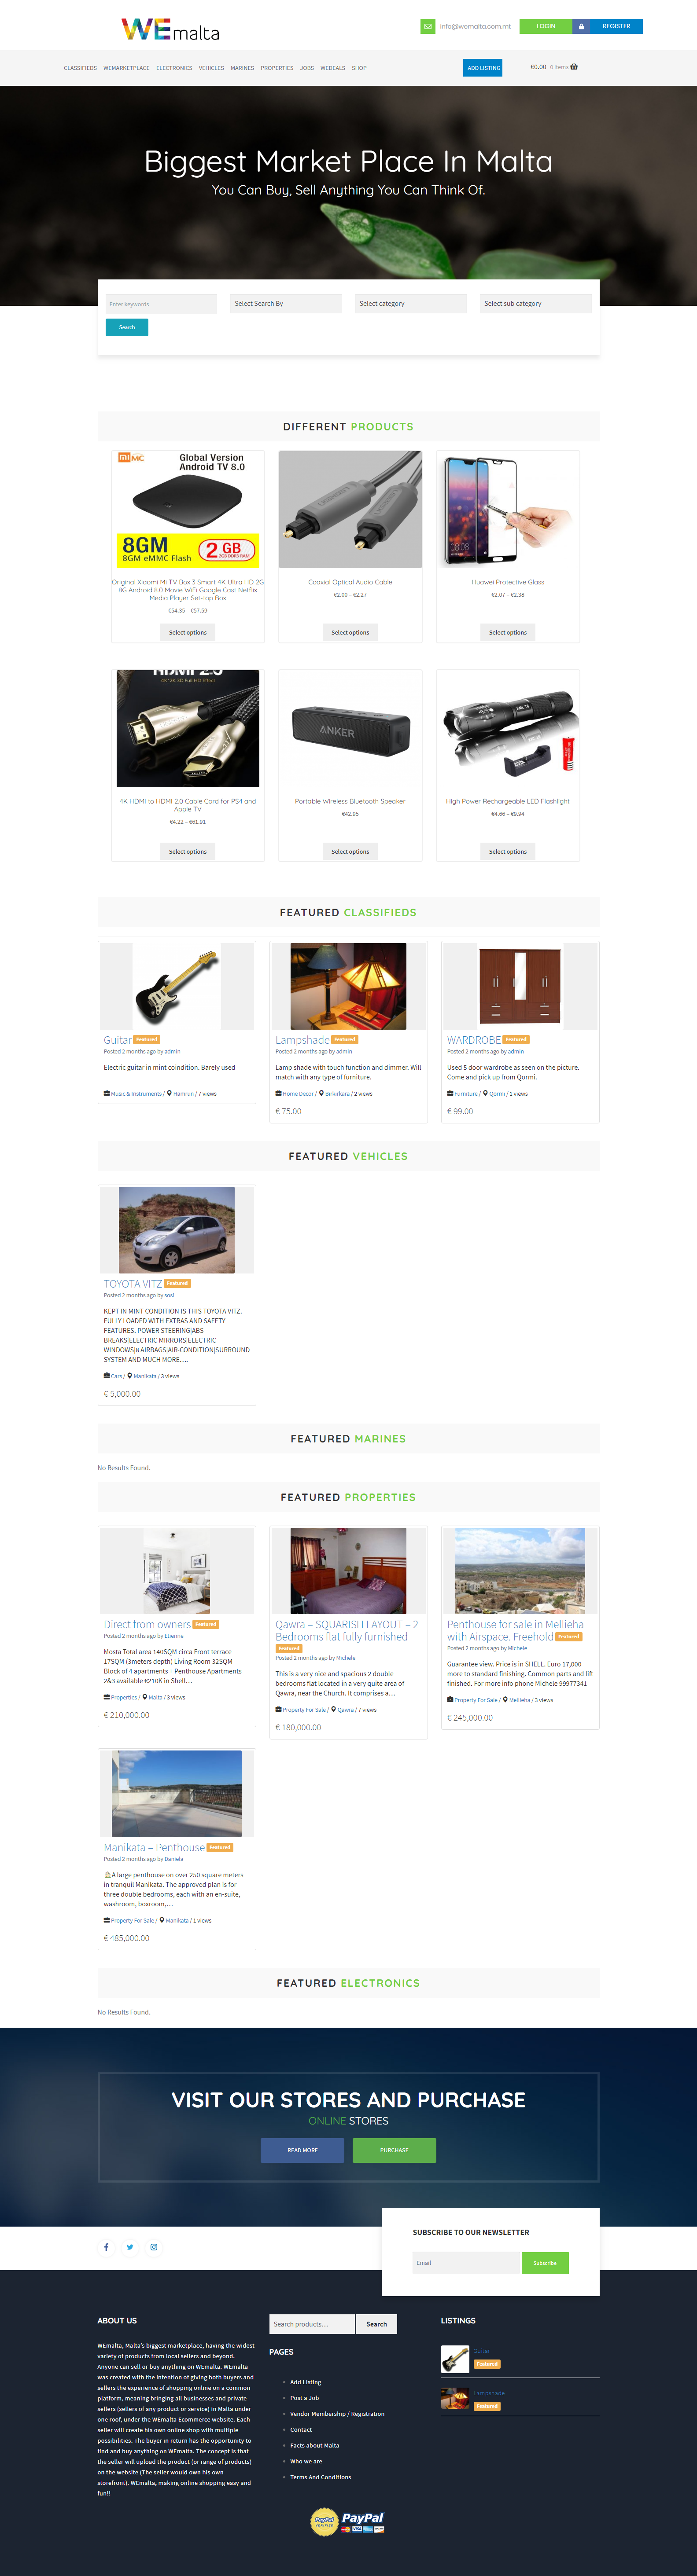 WEmalta
info@wemalta.com.mt
LOGIN
REGISTER
CLASSIFIEDS WEMARKETPLACE ELECTRONICS VEHICLES MARINES PROPERTIES JOBS WEDEALS SHOP
ADD LISTING
€0.00 0 items
Biggest Market Place In Malta
You Can Buy, Sell Anything You Can Think Of.
Enter keywords
Select Search By
Select category
Select sub category
Search
DIFFERENT PRODUCTS
MI MC
Global Version
Android TV 8.0
8GM
8GM eMMC Flash
2 GB
Original Xiaomi Mi TV Box 3 Smart 4K Ultra HD 2G
8G Android 8.0 Movie WIFI Google Cast Netflix
Media Player Set-top Box
€54.35 – €57.59
Select options
Coaxial Optical Audio Cable
€2.00 – €2.27
Select options
08:08
Huawei Protective Glass
€2.07 – €2.38
Select options
HDMI 2.0
4K*2K 3D Full HD Effect
4K HDMI to HDMI 2.0 Cable Cord for PS4 and
Apple TV
€4.22 – €61.91
Select options
ANKER
Portable Wireless Bluetooth Speaker
€42.95
Select options
High Power Rechargeable LED Flashlight
€4.66 – €9.94
Select options
FEATURED CLASSIFIEDS
Guitar Featured
Posted 2 months ago by admin
Electric guitar in mint coindition. Barely used
Music & Instruments / Hamrun / 7 views
Lampshade Featured
Posted 2 months ago by admin
Lamp shade with touch function and dimmer. Will
match with any type of furniture.
Home Decor / Birkirkara / 2 views
€ 75.00
WARDROBE Featured
Posted 2 months ago by admin
Used 5 door wardrobe as seen on the picture.
Come and pick up from Qormi.
Furniture / Qormi / 1 views
€ 99.00
FEATURED VEHICLES
TOYOTA VITZ Featured
Posted 2 months ago by sosi
KEPT IN MINT CONDITION IS THIS TOYOTA VITZ.
FULLY LOADED WITH EXTRAS AND SAFETY
FEATURES. POWER STEERING|ABS
BREAKS|ELECTRIC MIRRORS|ELECTRIC
WINDOWS|8 AIRBAGS|AIR-CONDITION|SURROUND
SYSTEM AND MUCH MORE….
Cars / Manikata / 3 views
€ 5,000.00
FEATURED MARINES
No Results Found.
FEATURED PROPERTIES
Direct from owners Featured
Posted 2 months ago by Etienne
Mosta Total area 140SQM circa Front terrace
17SQM (3meters depth) Living Room 32SQM
Block of 4 apartments + Penthouse Apartments
2&3 available €210K in Shell…
Properties / Malta / 3 views
€ 210,000.00
Qawra – SQUARISH LAYOUT – 2
Bedrooms flat fully furnished
Featured
Posted 2 months ago by Michele
This is a very nice and spacious 2 double
bedrooms flat located in a very quite area of
Qawra, near the Church. It comprises a…
Property For Sale / Qawra / 7 views
€ 180,000.00
Penthouse for sale in Mellieha
with Airspace. Freehold Featured
Posted 2 months ago by Michele
Guarantee view. Price is in SHELL. Euro 17,000
more to standard finishing. Common parts and lift
finished. For more info phone Michele 99977341
Property For Sale / Mellieha / 3 views
€ 245,000.00
Manikata – Penthouse Featured
Posted 2 months ago by Daniela
A large penthouse on over 250 square meters
in tranquil Manikata. The approved plan is for
three double bedrooms, each with an en-suite,
washroom, boxroom,…
Property For Sale / Manikata / 1 views
€ 485,000.00
FEATURED ELECTRONICS
No Results Found.
VISIT OUR STORES AND PURCHASE
ONLINE STORES
READ MORE
PURCHASE
SUBSCRIBE TO OUR NEWSLETTER
Email
Subscribe
ABOUT US
WEmalta, Malta's biggest marketplace, having the widest
variety of products from local sellers and beyond.
Anyone can sell or buy anything on WEmalta. WEmalta
was created with the intention of giving both buyers and
sellers the experience of shopping online on a common
platform, meaning bringing all businesses and private
sellers (sellers of any product or service) in Malta under
one roof, under the WEmalta Ecommerce website. Each
seller will create his own online shop with multiple
possibilities. The buyer in return has the opportunity to
find and buy anything on WEmalta. The concept is that
the seller will upload the product (or range of products)
on the website (The seller would own his own
storefront). WEmalta, making online shopping easy and
fun!!
Search products…
Search
PAGES
Add Listing
Post a Job
Vendor Membership / Registration
Contact
Facts about Malta
Who we are
Terms And Conditions
LISTINGS
Guitar
Featured
Lampshade
Featured
PayPal
VERIFIED
PayPal
VISA